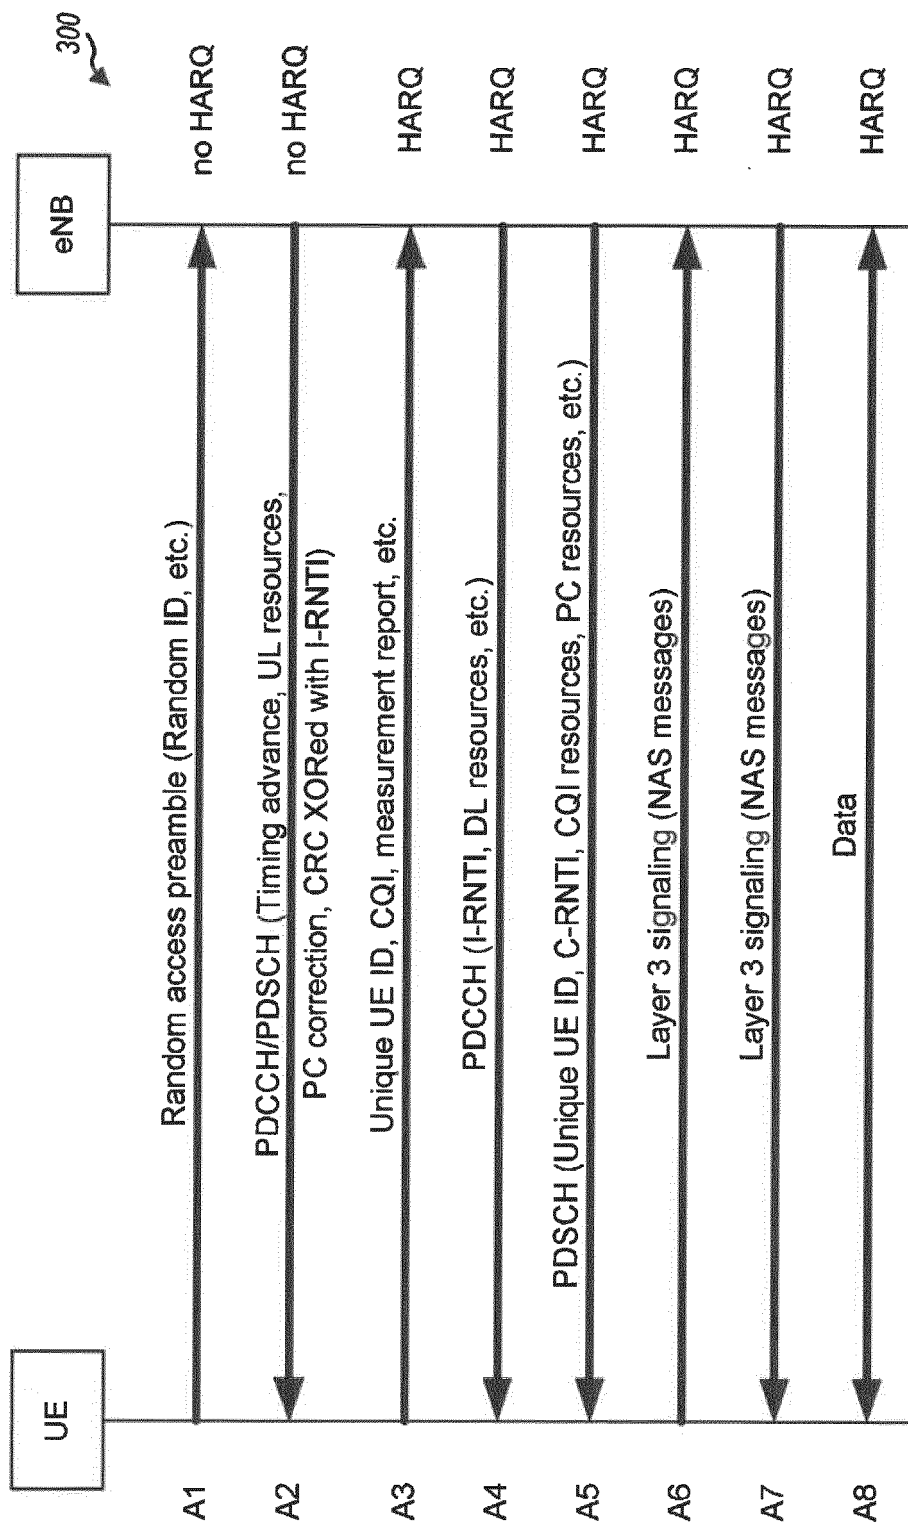 300
UE
eNB
A1
Random access preamble (Random ID, etc.)
no HARQ
A2
PDCCH/PDSCH (Timing advance, UL resources,
PC correction, CRC XORed with I-RNTI)
no HARQ
A3
Unique UE ID, CQI, measurement report, etc.
HARQ
A4
PDCCH (I-RNTI, DL resources, etc.)
HARQ
A5
PDSCH (Unique UE ID, C-RNTI, CQI resources, PC resources, etc.)
HARQ
A6
Layer 3 signaling (NAS messages)
HARQ
A7
Layer 3 signaling (NAS messages)
HARQ
A8
Data
HARQ